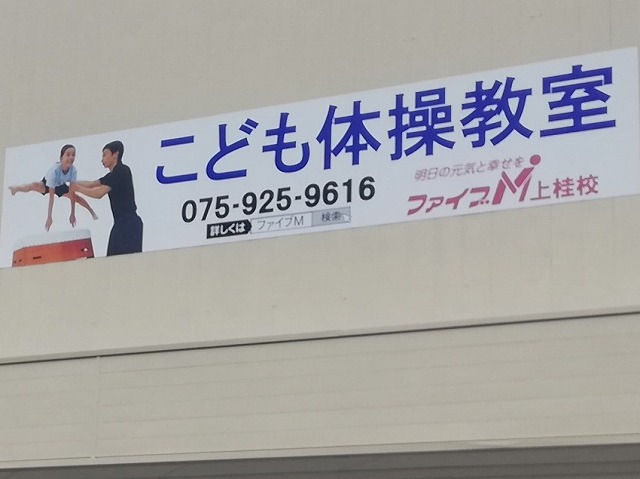 こども体操教室
075-925-9616
詳しくは ファイブM 検索
明日の元気と幸せを
ファイブM上桂校